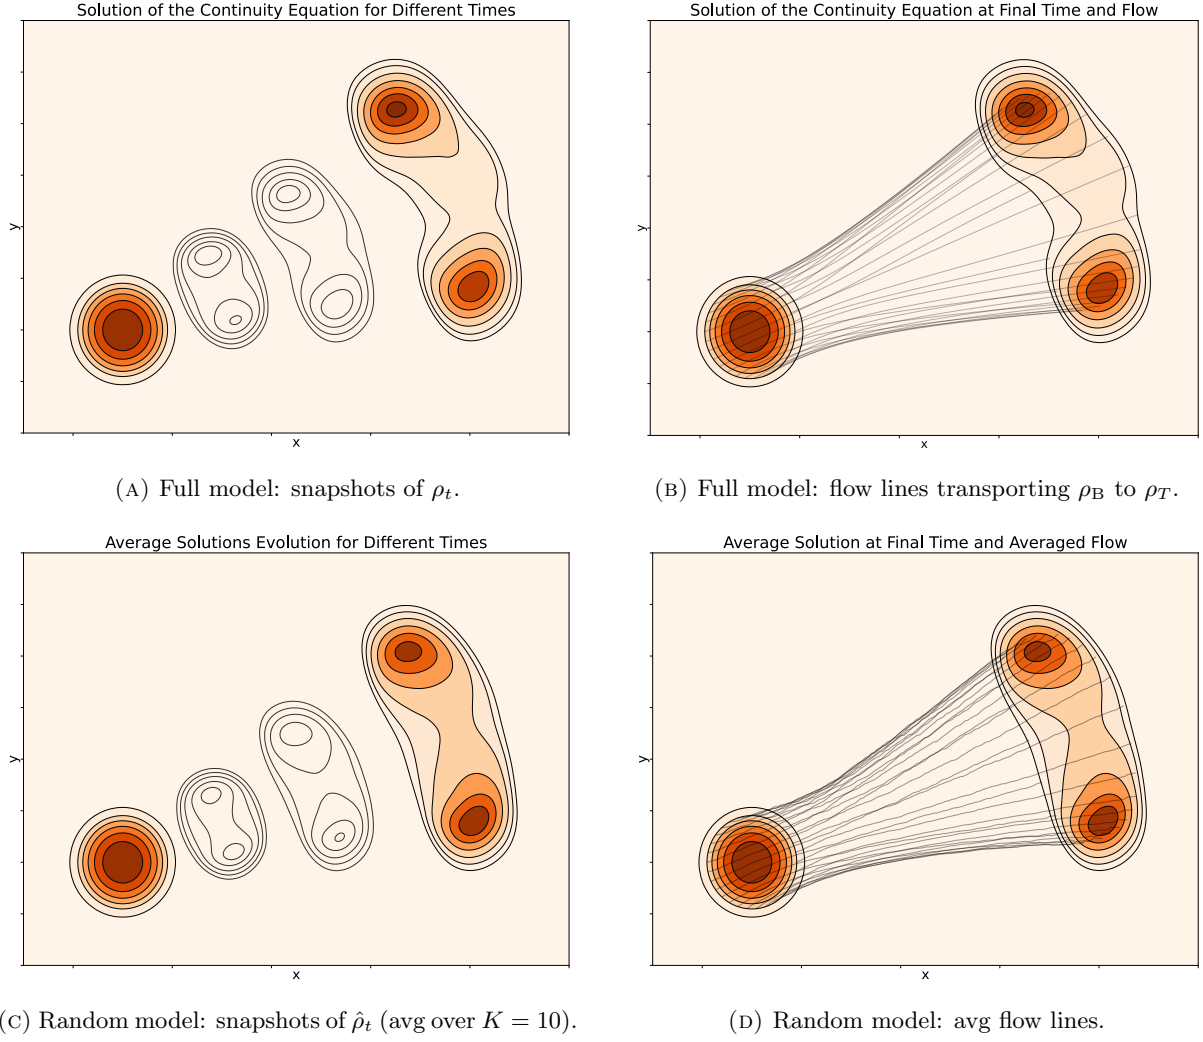 Solution of the Continuity Equation for Different Times
y
x
(A) Full model: snapshots of ρ_t.
Solution of the Continuity Equation at Final Time and Flow
y
x
(B) Full model: flow lines transporting ρ_B to ρ_T.
Average Solutions Evolution for Different Times
y
x
(C) Random model: snapshots of ρ̂_t (avg over K = 10).
Average Solution at Final Time and Averaged Flow
y
x
(D) Random model: avg flow lines.